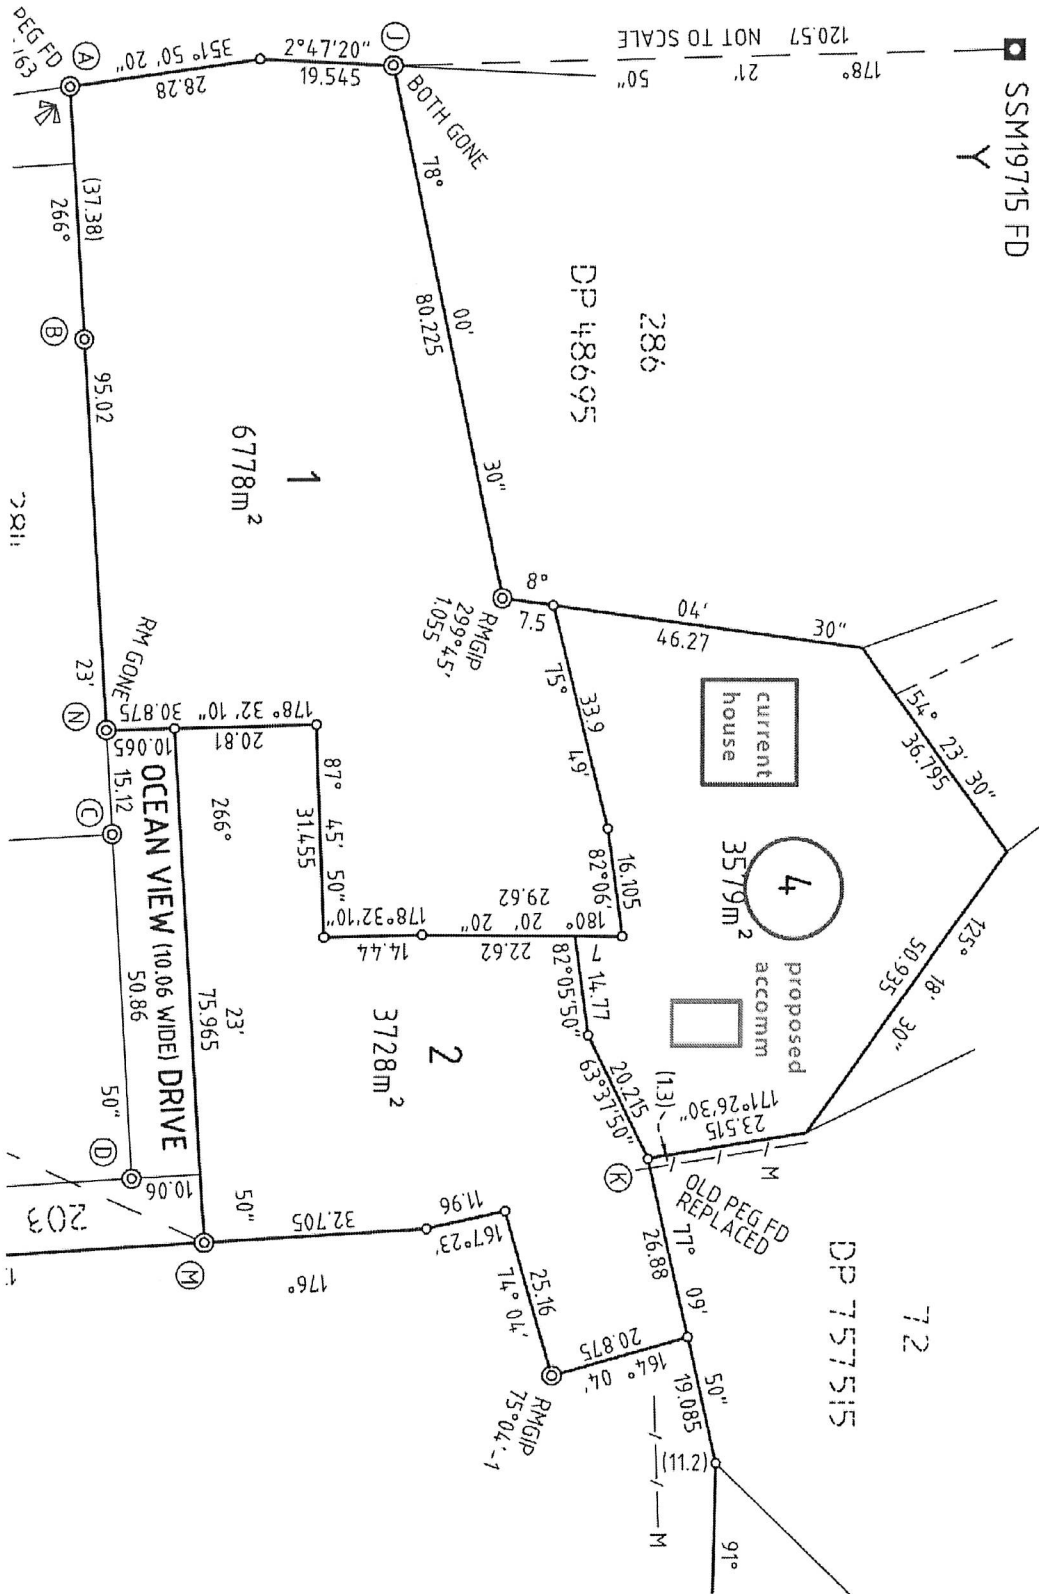 SSM19715 FD
Y
178° 21' 50"
120.57 NOT TO SCALE
286
DP 48695
72
DP 757515
PEG FD
163
A
351° 50' 20"
28.28
2°47'20"
19.545
J
BOTH GONE
78° 00' 30"
80.225
(37.38)
266°
B
95.02
23'
1
6778m²
RMGIP
299°45'
1.055
8° 04' 30"
7.5
46.27
75° 49'
33.9
54° 23' 30"
36.795
current
house
4
3579m²
proposed
accomm
125° 18' 30"
50.935
16.105
82°06'
180° 20' 20"
29.62
22.62
7
14.77
82°05'50"
20.215
63°37'50"
(1.3)
171°26'30"
23.515
K
M
OLD PEG FD
REPLACED
RM GONE
N
30.875
10.065
178° 32' 10"
20.81
87° 45' 50"
31.455
178°32'10"
14.44
2
3728m²
15.12
C
OCEAN VIEW (10.06 WIDE) DRIVE
266° 23' 50"
75.965
50.86
50"
D
10.06
203
M
32.705
176°
11.96
167°23'
25.16
74° 04'
20.875
164° 04'
RMGIP
75°04'-1
77° 09' 50"
26.88
19.085
(11.2)
M
91°